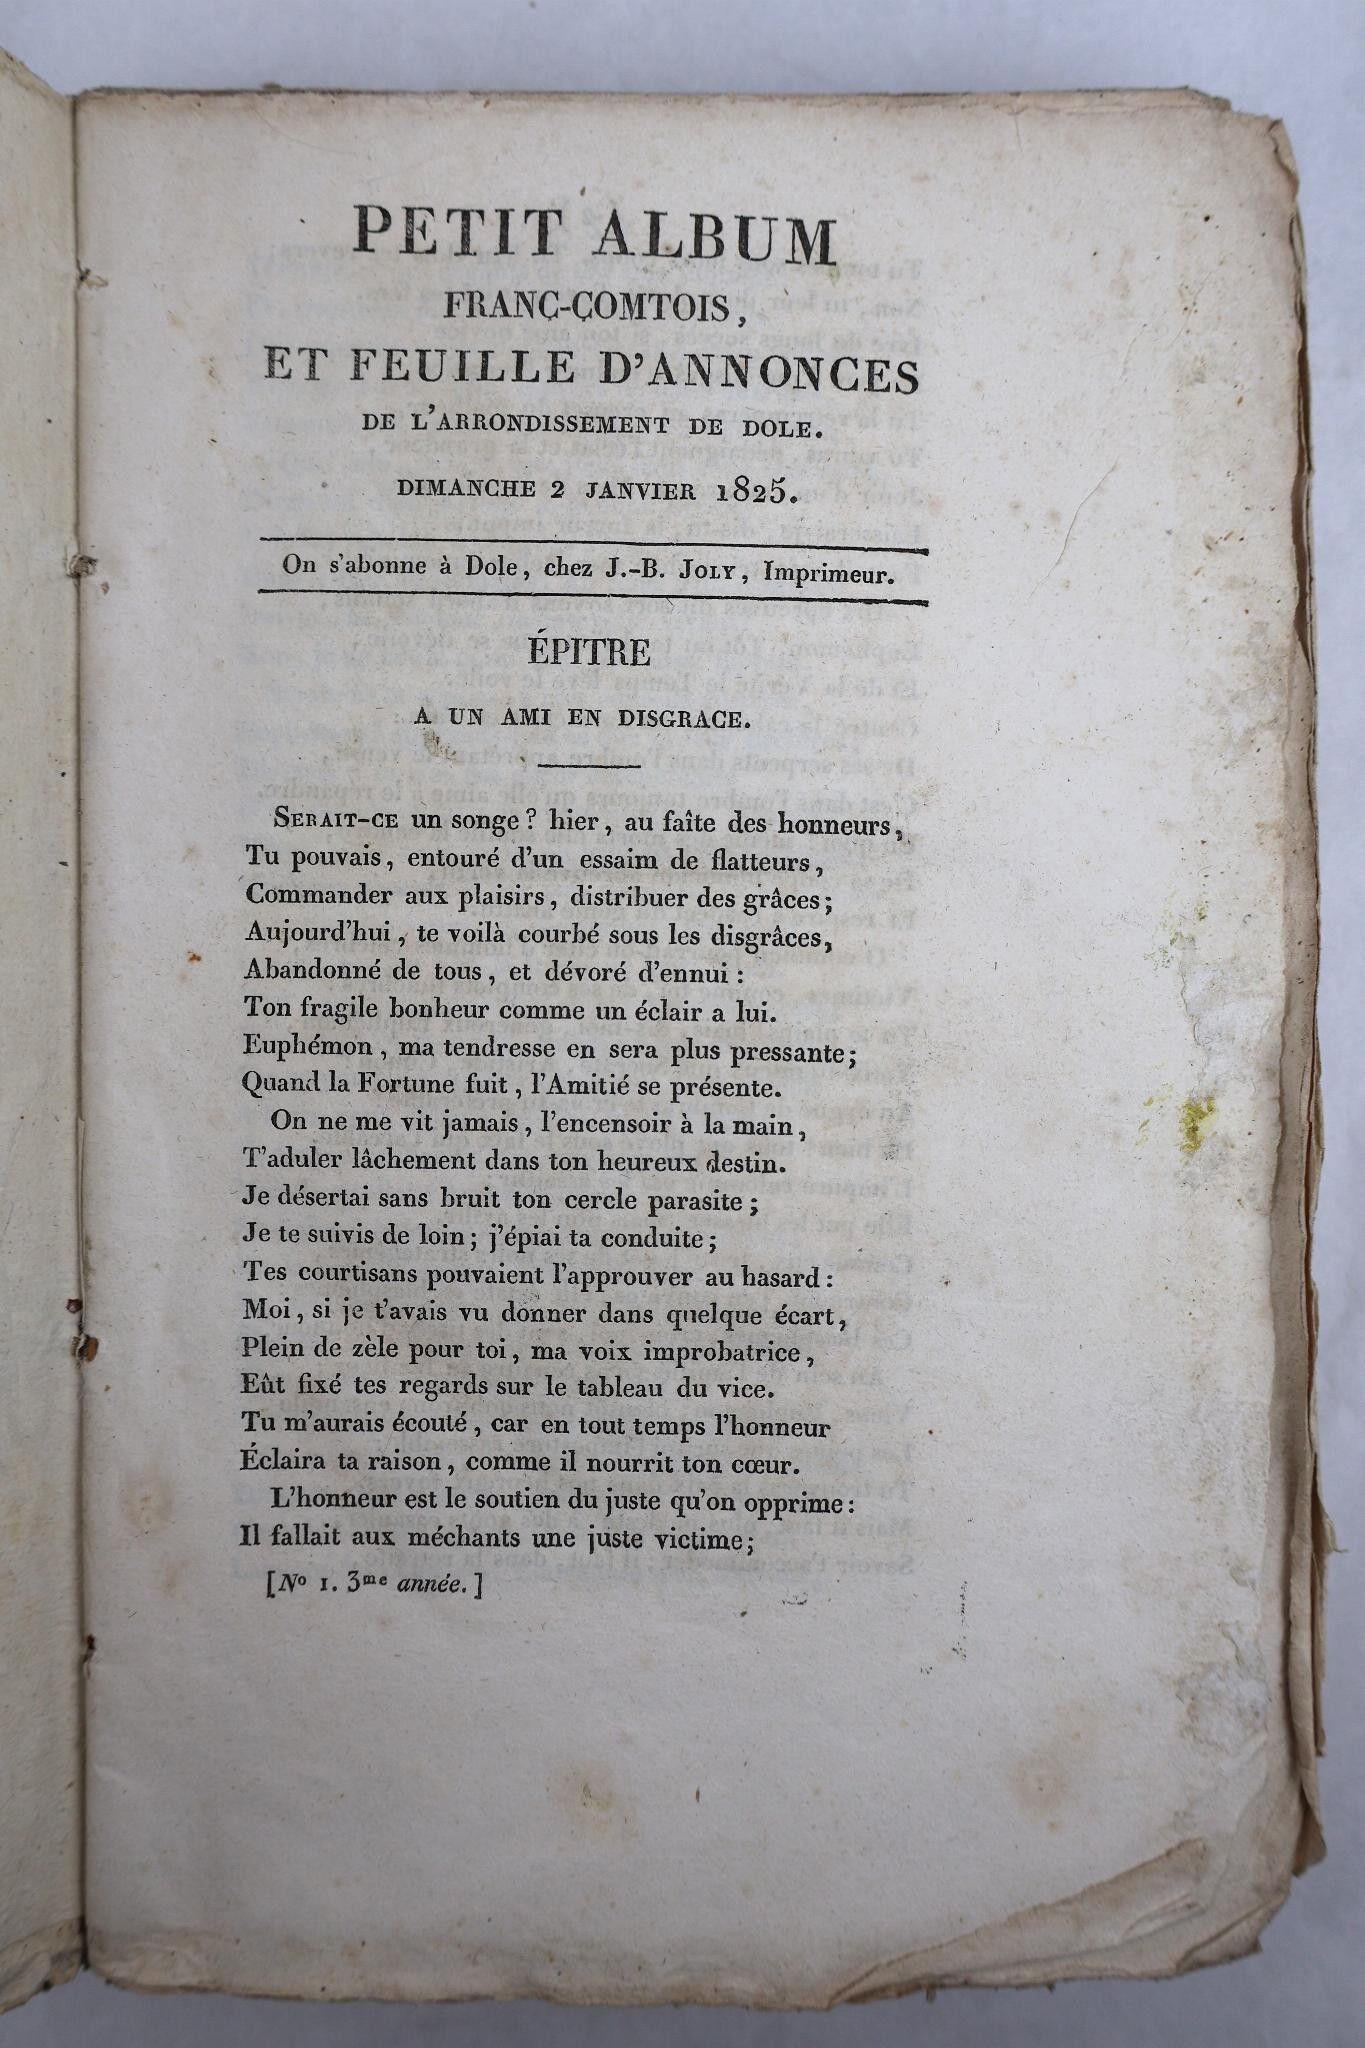 PETIT ALBUM
FRANÇ-ÇOMTOIS,
ET FEUILLE D'ANNONCES
DE L'ARRONDISSEMENT DE DOLE.
DIMANCHE 2 JANVIER 1825.
On s'abonne à Dole, chez J.-B. JOLY, Imprimeur.
ÉPITRE
A UN AMI EN DISGRACE.
SERAIT-CE un songe? hier, au faîte des honneurs,
Tu pouvais, entouré d'un essaim de flatteurs,
Commander aux plaisirs, distribuer des grâces;
Aujourd'hui, te voilà courbé sous les disgrâces,
Abandonné de tous, et dévoré d'ennui:
Ton fragile bonheur comme un éclair a lui.
Euphémon, ma tendresse en sera plus pressante;
Quand la Fortune fuit, l'Amitié se présente.
On ne me vit jamais, l'encensoir à la main,
T'aduler lâchement dans ton heureux destin.
Je désertai sans bruit ton cercle parasite;
Je te suivis de loin; j'épiai ta conduite;
Tes courtisans pouvaient l'approuver au hasard:
Moi, si je t'avais vu donner dans quelque écart,
Plein de zèle pour toi, ma voix improbatrice,
Eût fixé tes regards sur le tableau du vice.
Tu m'aurais écouté, car en tout temps l'honneur
Éclaira ta raison, comme il nourrit ton cœur.
L'honneur est le soutien du juste qu'on opprime:
Il fallait aux méchants une juste victime;
[No 1. 3me année.]